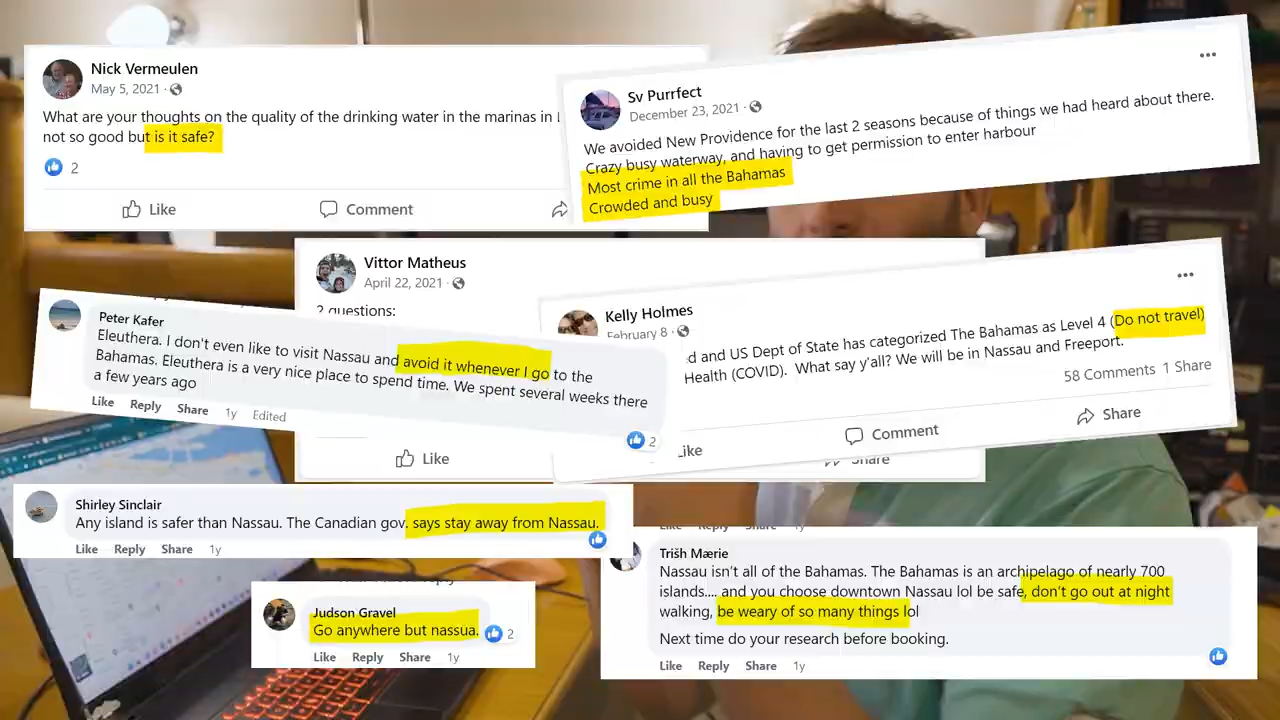 Nick Vermeulen
May 5, 2021 ·
What are your thoughts on the quality of the drinking water in the marinas in
not so good but is it safe?
2
Like Comment
Sv Purrfect
December 23, 2021 ·
We avoided New Providence for the last 2 seasons because of things we had heard about there.
Crazy busy waterway, and having to get permission to enter harbour
Most crime in all the Bahamas
Crowded and busy
Vittor Matheus
April 22, 2021 ·
2 questions:
Like Share
Kelly Holmes
February 8 ·
d and US Dept of State has categorized The Bahamas as Level 4 (Do not travel)
Health (COVID). What say y'all? We will be in Nassau and Freeport.
58 Comments 1 Share
Like Comment Share
Peter Kafer
Eleuthera. I don't even like to visit Nassau and avoid it whenever I go to the
Bahamas. Eleuthera is a very nice place to spend time. We spent several weeks there
a few years ago
Like Reply Share 1y Edited
2
Shirley Sinclair
Any island is safer than Nassau. The Canadian gov. says stay away from Nassau.
Like Reply Share 1y
Judson Gravel
Go anywhere but nassua.
2
Like Reply Share 1y
Like Reply Share 1y
Trish Mærie
Nassau isn't all of the Bahamas. The Bahamas is an archipelago of nearly 700
islands.... and you choose downtown Nassau lol be safe, don't go out at night
walking, be weary of so many things lol
Next time do your research before booking.
Like Reply Share 1y